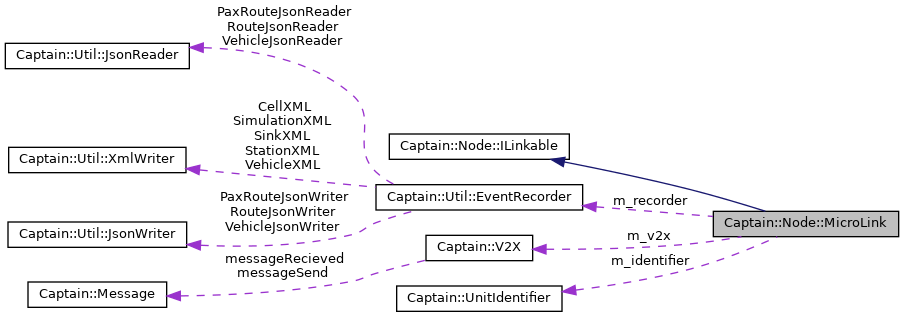 PaxRouteJsonReader
RouteJsonReader
VehicleJsonReader
Captain::Util::JsonReader
CellXML
SimulationXML
SinkXML
StationXML
VehicleXML
Captain::Util::XmlWriter
Captain::Node::ILinkable
Captain::Util::EventRecorder
m_recorder
Captain::Node::MicroLink
PaxRouteJsonWriter
RouteJsonWriter
VehicleJsonWriter
Captain::Util::JsonWriter
m_v2x
Captain::V2X
messageRecieved
messageSend
m_identifier
Captain::Message
Captain::UnitIdentifier